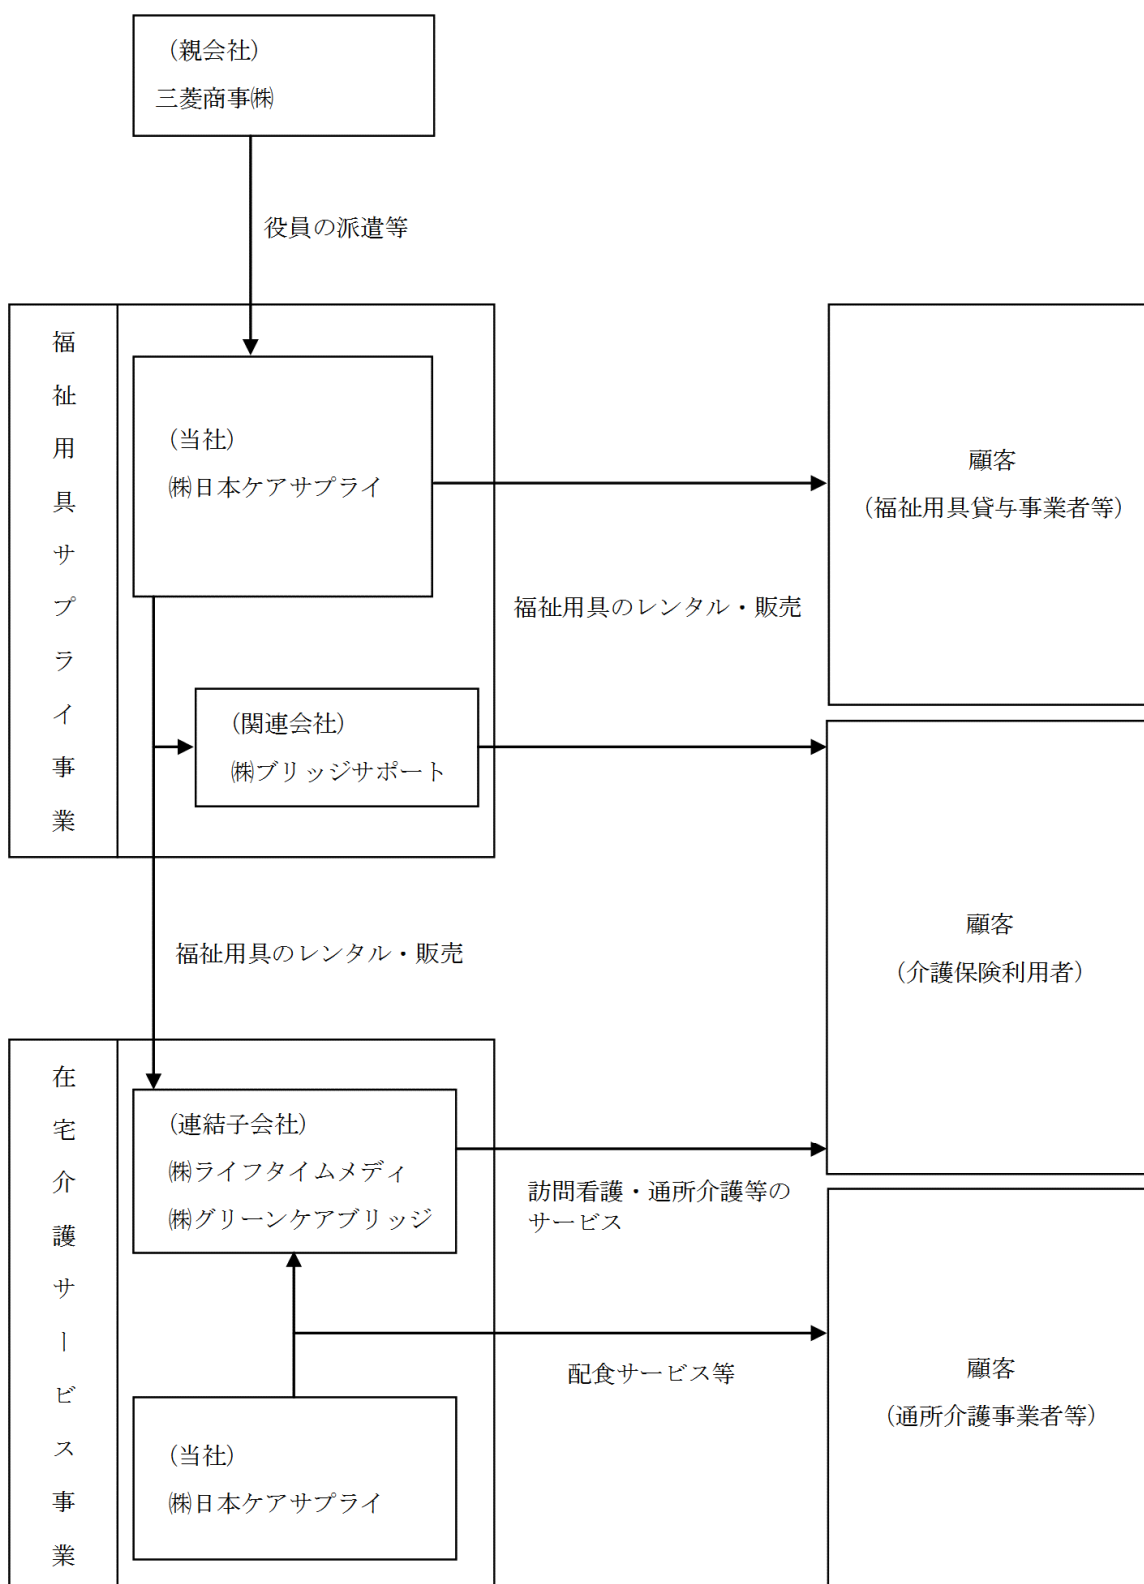 （親会社）
三菱商事㈱
役員の派遣等
福祉用具サプライ事業
（当社）
㈱日本ケアサプライ
顧客
（福祉用具貸与事業者等）
福祉用具のレンタル・販売
（関連会社）
㈱ブリッジサポート
顧客
（介護保険利用者）
福祉用具のレンタル・販売
在宅介護サービス事業
（連結子会社）
㈱ライフタイムメディ
㈱グリーンケアブリッジ
訪問看護・通所介護等の
サービス
配食サービス等
顧客
（通所介護事業者等）
（当社）
㈱日本ケアサプライ